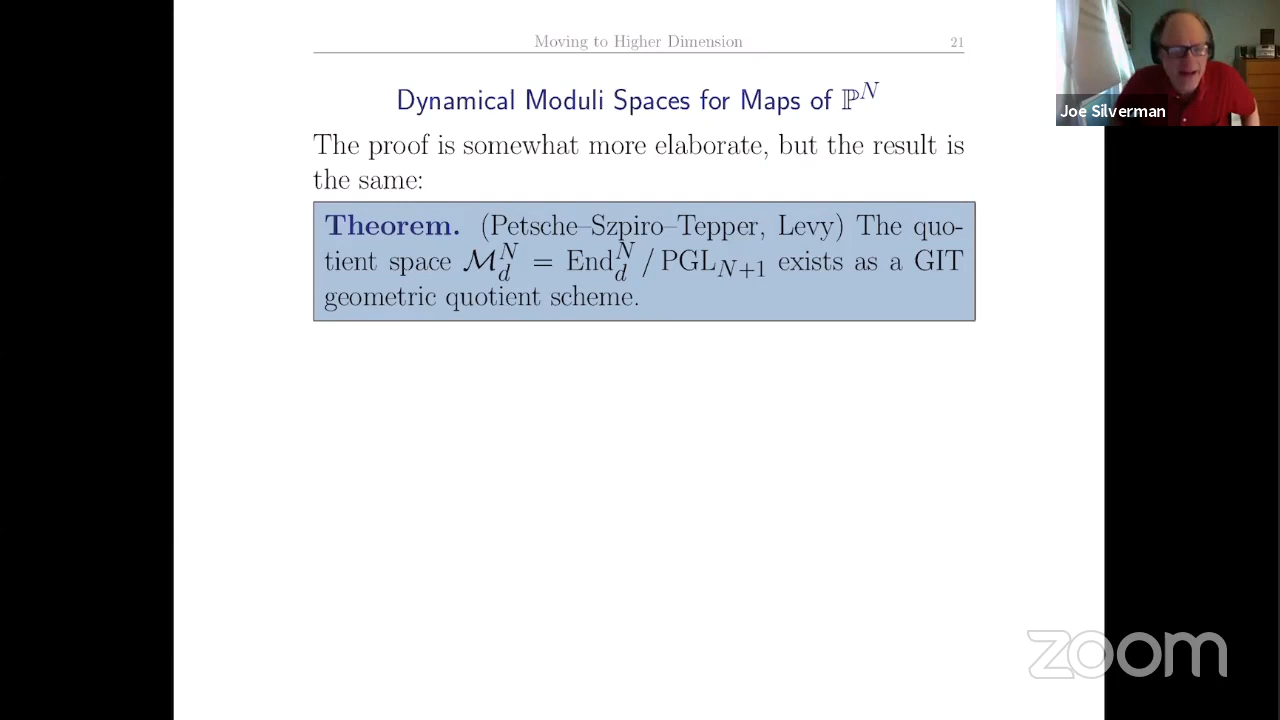 Moving to Higher Dimension 21
Dynamical Moduli Spaces for Maps of ℙ^N
The proof is somewhat more elaborate, but the result is
the same:
Theorem. (Petsche–Szpiro–Tepper, Levy) The quo-
tient space ℳ_d^N = End_d^N / PGL_{N+1} exists as a GIT
geometric quotient scheme.
Joe Silverman
zoom